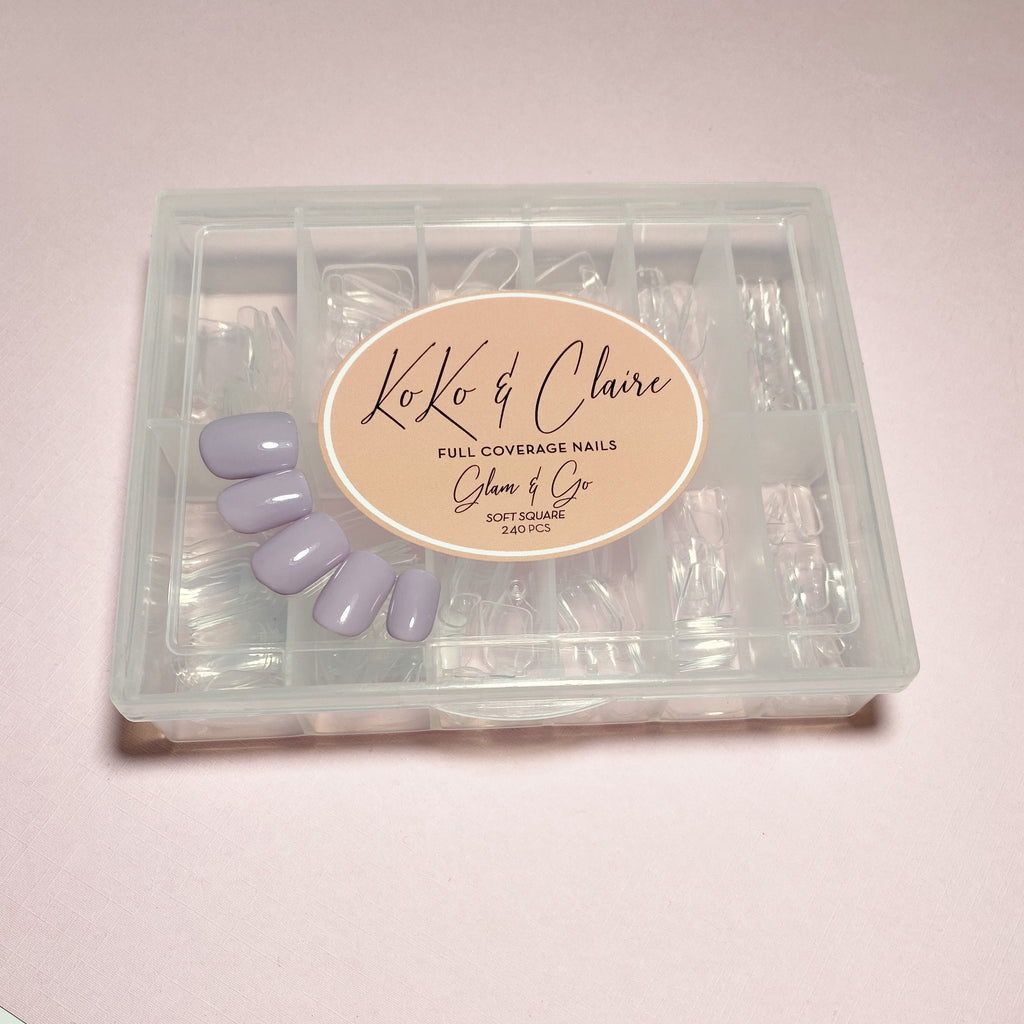 KoKo & Claire
FULL COVERAGE NAILS
Glam & Go
SOFT SQUARE
240 PCS